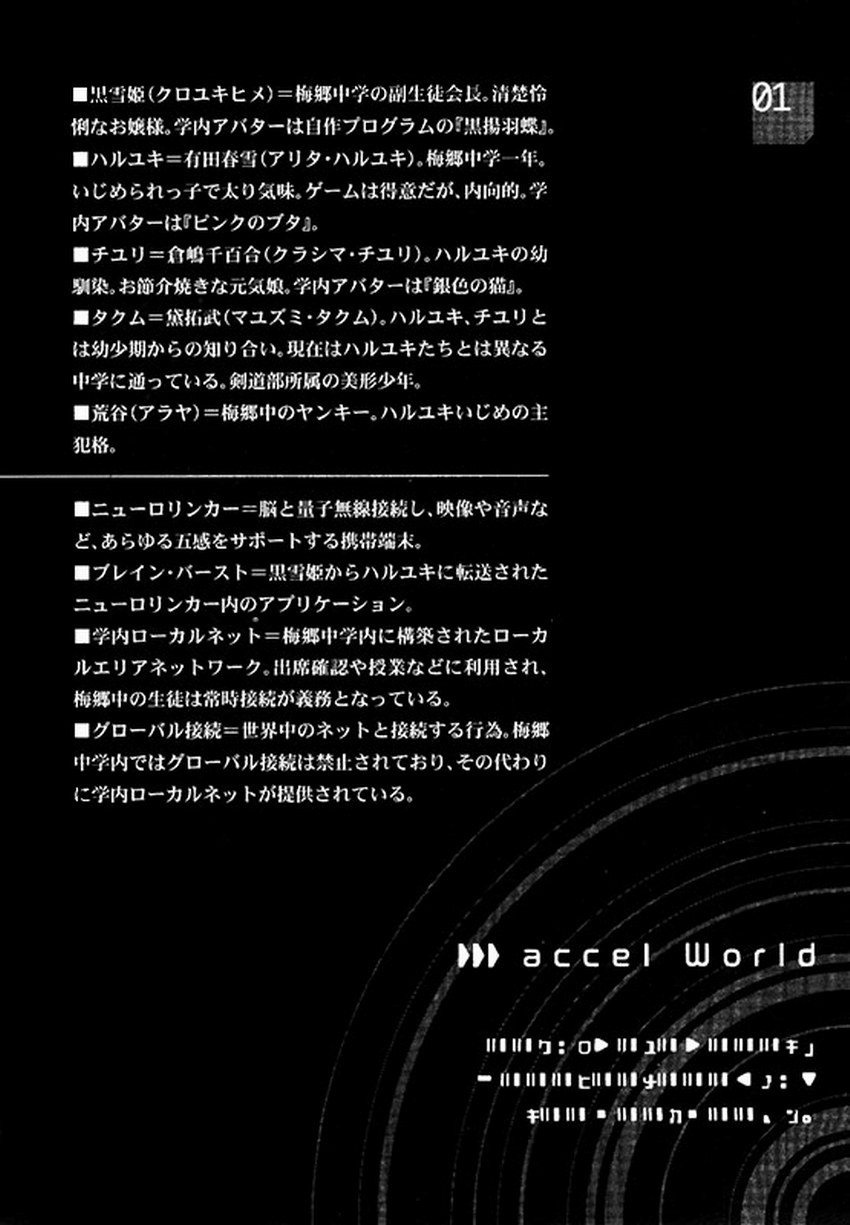 ■黒雪姫(クロユキヒメ)=梅郷中学の副生徒会長。清楚怜
悧なお嬢様。学内アバターは自作プログラムの『黒揚羽蝶』。
■ハルユキ=有田春雪(アリタ・ハルユキ)。梅郷中学一年。
いじめられっ子で太り気味。ゲームは得意だが、内向的。学
内アバターは『ピンクのブタ』。
■チユリ=倉嶋千百合(クラシマ・チユリ)。ハルユキの幼
馴染。お節介焼きな元気娘。学内アバターは『銀色の猫』。
■タクム=黛拓武(マユズミ・タクム)。ハルユキ、チユリと
は幼少期からの知り合い。現在はハルユキたちとは異なる
中学に通っている。剣道部所属の美形少年。
■荒谷(アラヤ)=梅郷中のヤンキー。ハルユキいじめの主
犯格。
■ニューロリンカー=脳と量子無線接続し、映像や音声な
ど、あらゆる五感をサポートする携帯端末。
■ブレイン・バースト=黒雪姫からハルユキに転送された
ニューロリンカー内のアプリケーション。
■学内ローカルネット=梅郷中学内に構築されたローカ
ルエリアネットワーク。出席確認や授業などに利用され、
梅郷中の生徒は常時接続が義務となっている。
■グローバル接続=世界中のネットと接続する行為。梅郷
中学内ではグローバル接続は禁止されており、その代わり
に学内ローカルネットが提供されている。
01
accel World